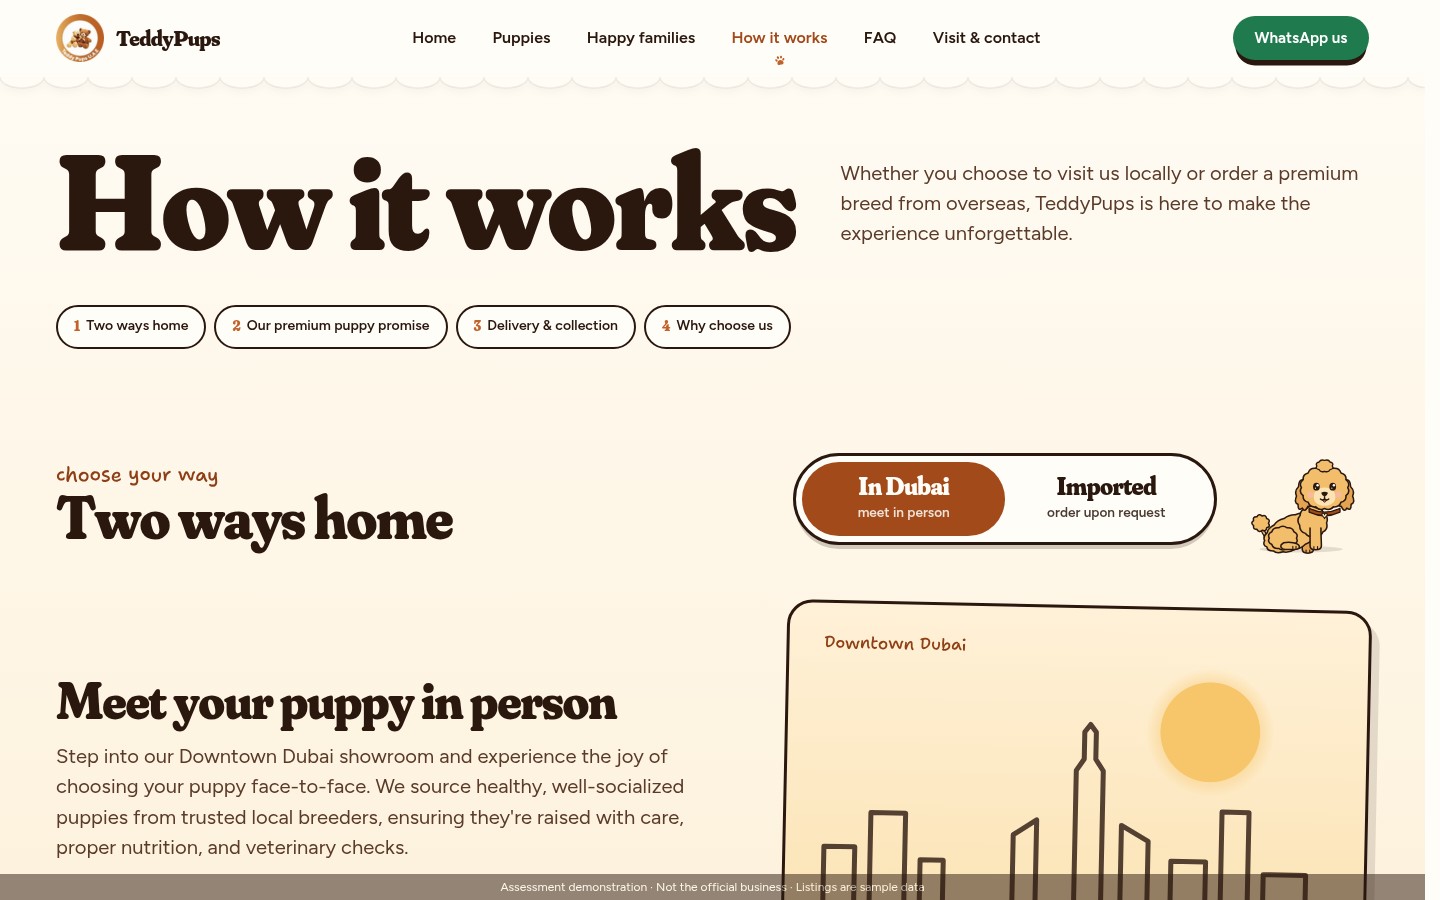 TeddyPups
Home
Puppies
Happy families
How it works
FAQ
Visit & contact
WhatsApp us
How it works
Whether you choose to visit us locally or order a premium
breed from overseas, TeddyPups is here to make the
experience unforgettable.
1 Two ways home
2 Our premium puppy promise
3 Delivery & collection
4 Why choose us
choose your way
Two ways home
In Dubai
meet in person
Imported
order upon request
Downtown Dubai
Meet your puppy in person
Step into our Downtown Dubai showroom and experience the joy of
choosing your puppy face-to-face. We source healthy, well-socialized
puppies from trusted local breeders, ensuring they're raised with care,
proper nutrition, and veterinary checks.
Assessment demonstration · Not the official business · Listings are sample data